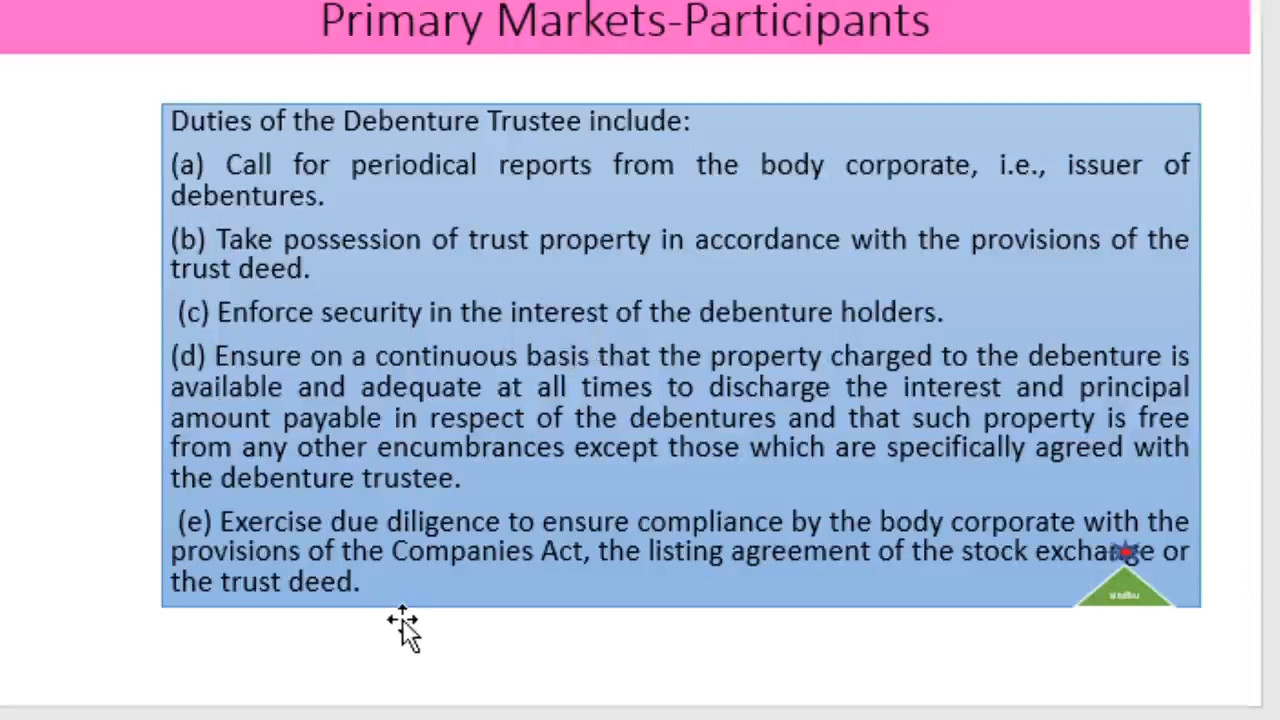 Primary Markets-Participants
Duties of the Debenture Trustee include:
(a) Call for periodical reports from the body corporate, i.e., issuer of
debentures.
(b) Take possession of trust property in accordance with the provisions of the
trust deed.
(c) Enforce security in the interest of the debenture holders.
(d) Ensure on a continuous basis that the property charged to the debenture is
available and adequate at all times to discharge the interest and principal
amount payable in respect of the debentures and that such property is free
from any other encumbrances except those which are specifically agreed with
the debenture trustee.
(e) Exercise due diligence to ensure compliance by the body corporate with the
provisions of the Companies Act, the listing agreement of the stock exchange or
the trust deed.